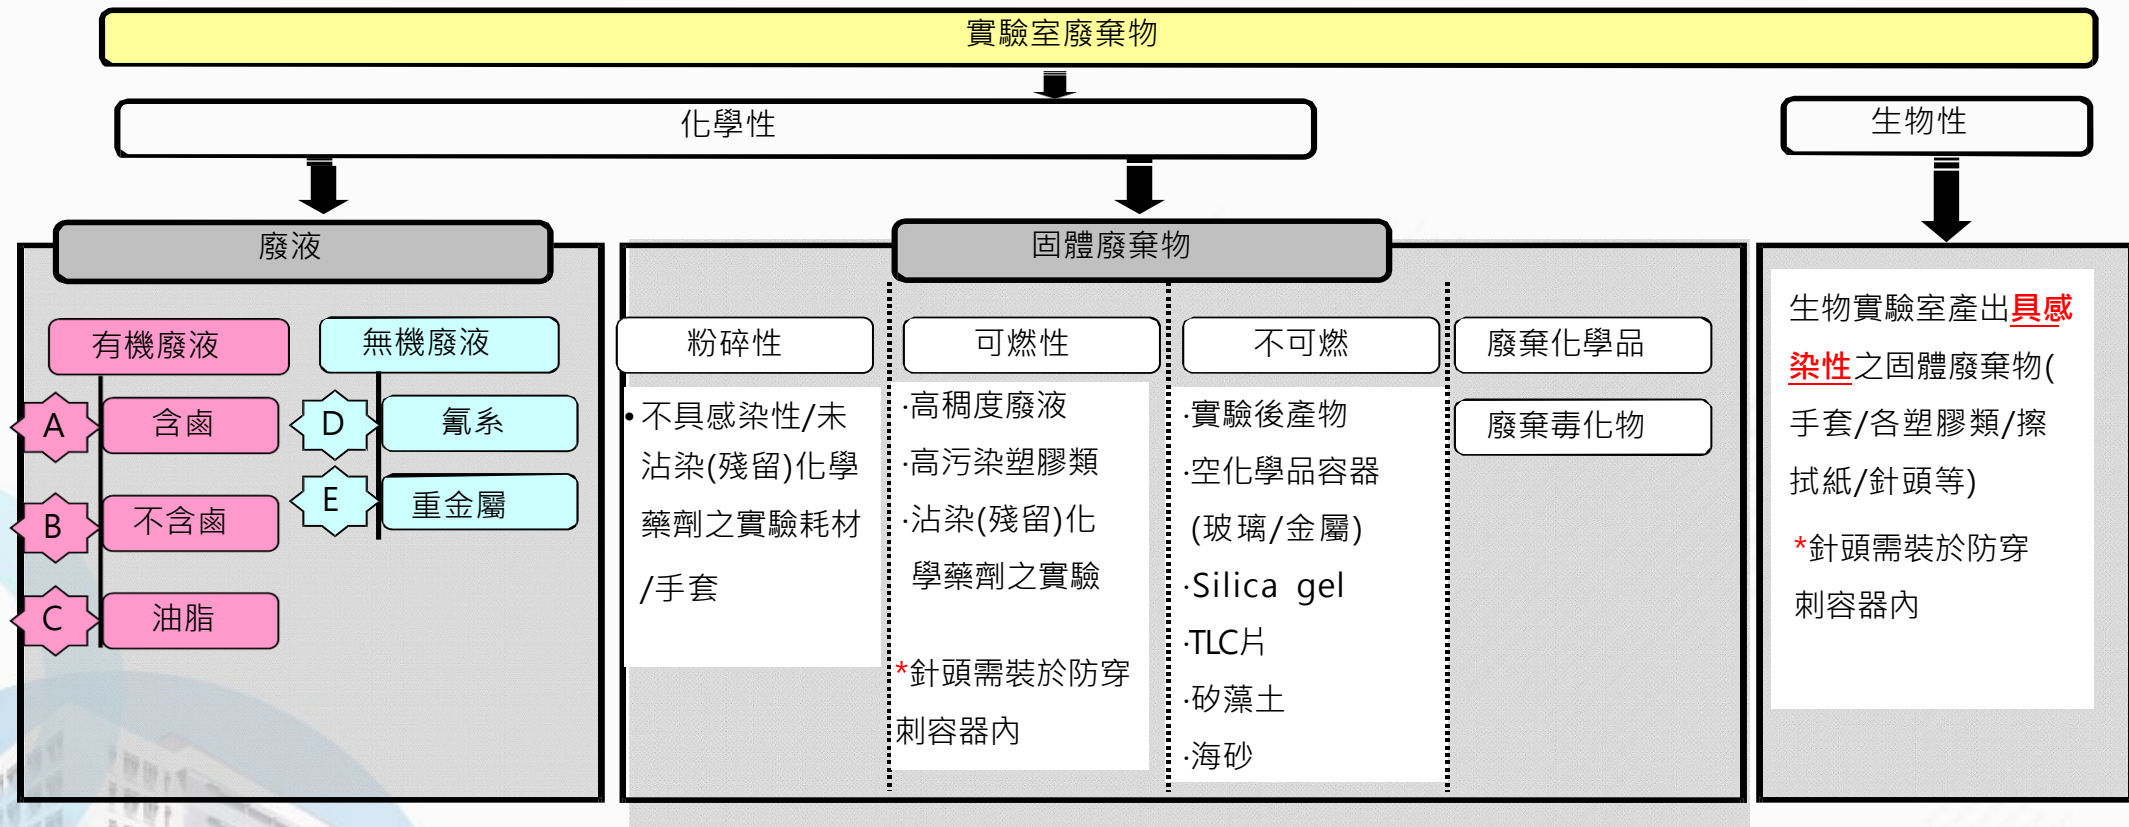 實驗室廢棄物
化學性
生物性
廢液
固體廢棄物
有機廢液
無機廢液
A
含鹵
B
不含鹵
C
油脂
D
氰系
E
重金屬
粉碎性
•不具感染性/未
沾染(殘留)化學
藥劑之實驗耗材
/手套
可燃性
·高稠度廢液
·高污染塑膠類
·沾染(殘留)化
學藥劑之實驗
*針頭需裝於防穿
刺容器內
不可燃
·實驗後產物
·空化學品容器
(玻璃/金屬)
·Silica gel
·TLC片
·矽藻土
·海砂
廢棄化學品
廢棄毒化物
生物實驗室產出具感
染性之固體廢棄物(
手套/各塑膠類/擦
拭紙/針頭等)
*針頭需裝於防穿
刺容器內